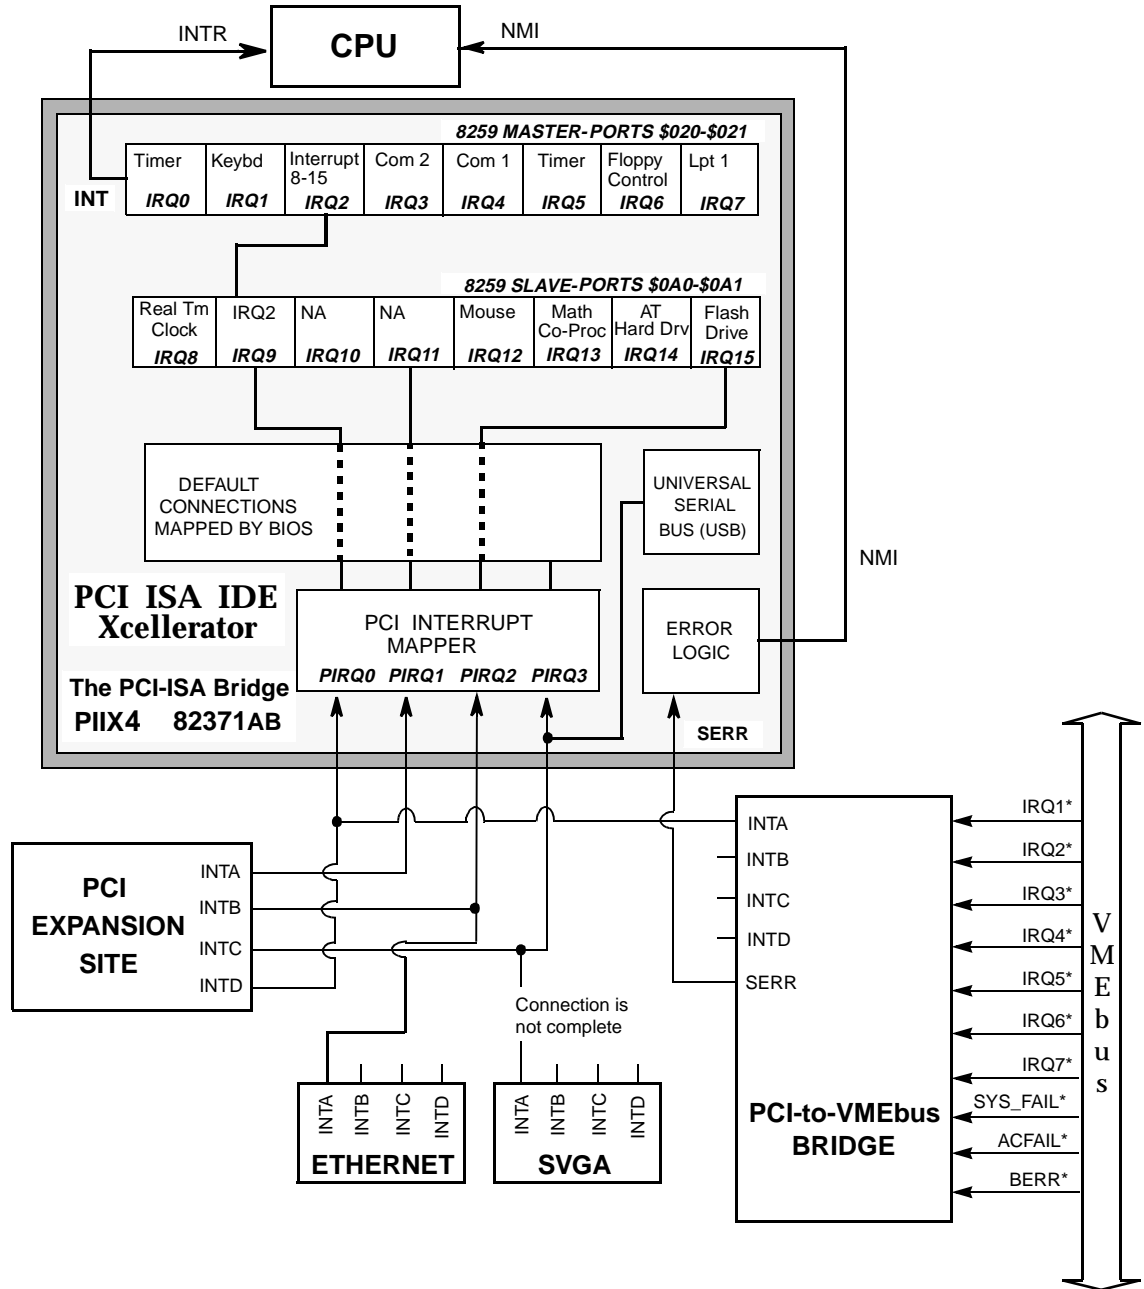 INTR
CPU
NMI
8259 MASTER-PORTS $020-$021
INT
Timer
IRQ0
Keybd
IRQ1
Interrupt
8-15
IRQ2
Com 2
IRQ3
Com 1
IRQ4
Timer
IRQ5
Floppy
Control
IRQ6
Lpt 1
IRQ7
8259 SLAVE-PORTS $0A0-$0A1
Real Tm
Clock
IRQ8
IRQ2
IRQ9
NA
IRQ10
NA
IRQ11
Mouse
IRQ12
Math
Co-Proc
IRQ13
AT
Hard Drv
IRQ14
Flash
Drive
IRQ15
DEFAULT
CONNECTIONS
MAPPED BY BIOS
UNIVERSAL
SERIAL
BUS (USB)
NMI
PCI ISA IDE
Xcellerator
PCI INTERRUPT
MAPPER
PIRQ0 PIRQ1 PIRQ2 PIRQ3
ERROR
LOGIC
The PCI-ISA Bridge
PIIX4 82371AB
SERR
PCI
EXPANSION
SITE
INTA
INTB
INTC
INTD
INTA
INTB
INTC
INTD
SERR
PCI-to-VMEbus
BRIDGE
IRQ1*
IRQ2*
IRQ3*
IRQ4*
IRQ5*
IRQ6*
IRQ7*
SYS_FAIL*
ACFAIL*
BERR*
VMEbus
Connection is
not complete
INTA
INTB
INTC
INTD
ETHERNET
INTA
INTB
INTC
INTD
SVGA